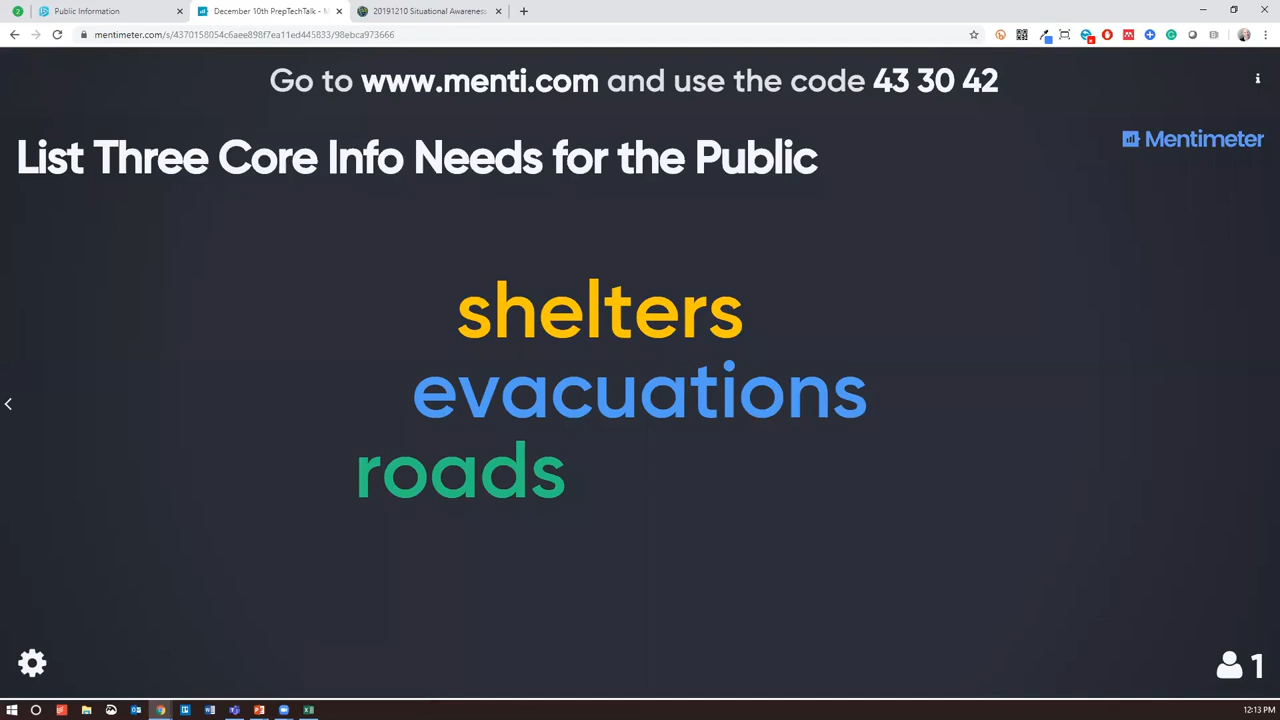 2
Public Information
December 10th PrepTechTalk - M
20191210 Situational Awareness
mentimeter.com/s/4370158054c6aee898f7ea11ed445833/98ebca973666
Go to www.menti.com and use the code 43 30 42
Mentimeter
List Three Core Info Needs for the Public
shelters
evacuations
roads
1
12:13 PM